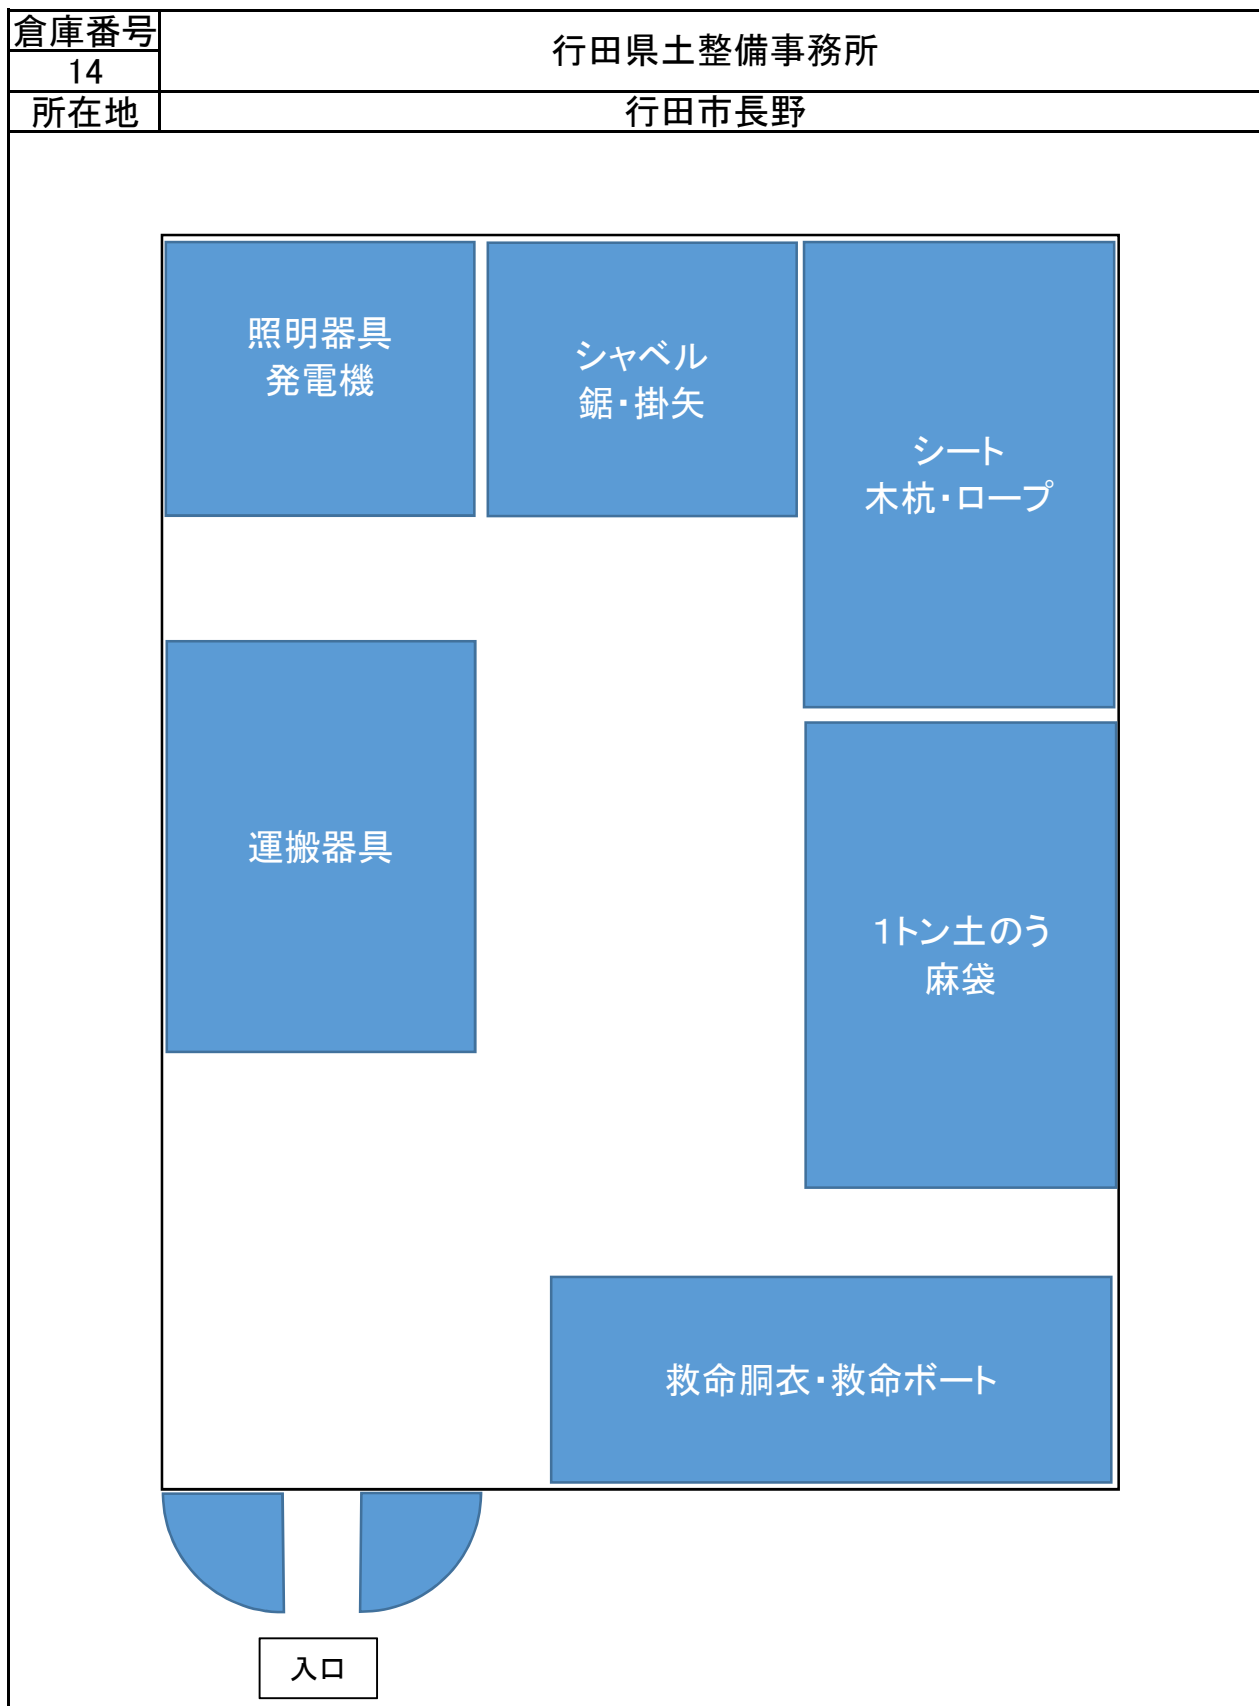 倉庫番号
行田県土整備事務所
14
所在地
行田市長野
照明器具
発電機
シャベル
鋸・掛矢
シート
木杭・ロープ
運搬器具
1トン土のう
麻袋
救命胴衣・救命ボート
入口